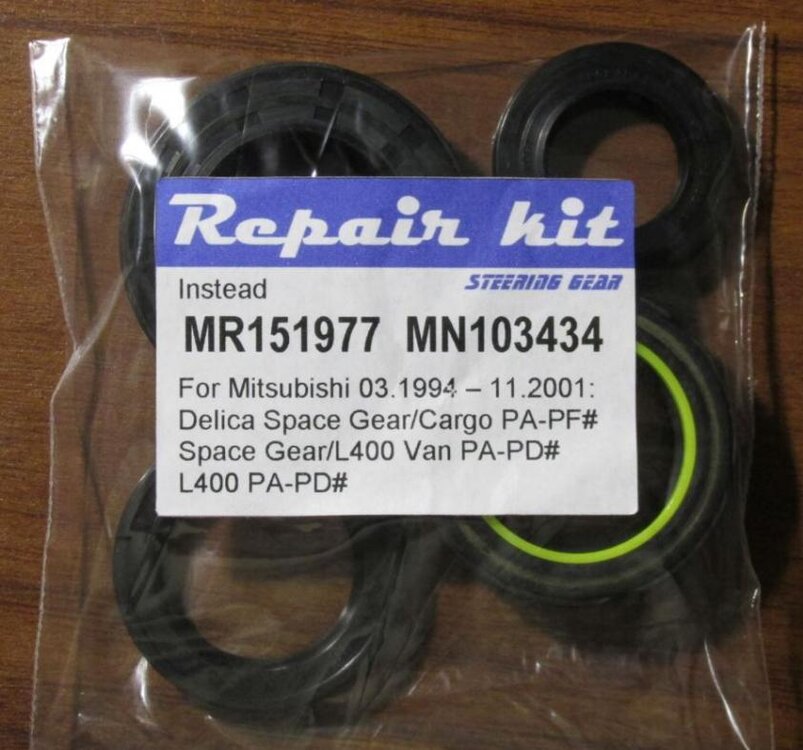 Repair kit
STEERING GEAR
Instead
MR151977 MN103434
For Mitsubishi 03.1994 – 11.2001:
Delica Space Gear/Cargo PA-PF#
Space Gear/L400 Van PA-PD#
L400 PA-PD#